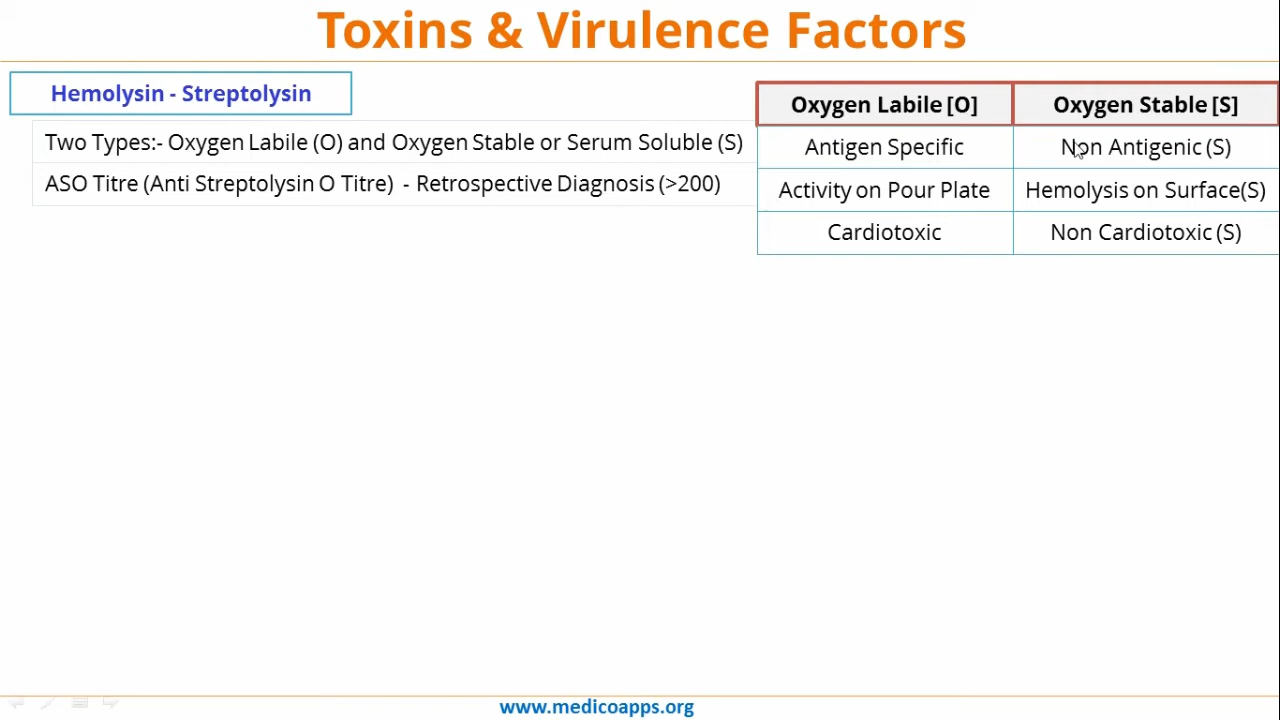 Toxins & Virulence Factors
Hemolysin - Streptolysin
Two Types:- Oxygen Labile (O) and Oxygen Stable or Serum Soluble (S)
ASO Titre (Anti Streptolysin O Titre)  - Retrospective Diagnosis (>200)
Oxygen Labile [O] Oxygen Stable [S]
Antigen Specific Non Antigenic (S)
Activity on Pour Plate Hemolysis on Surface(S)
Cardiotoxic Non Cardiotoxic (S)
www.medicoapps.org